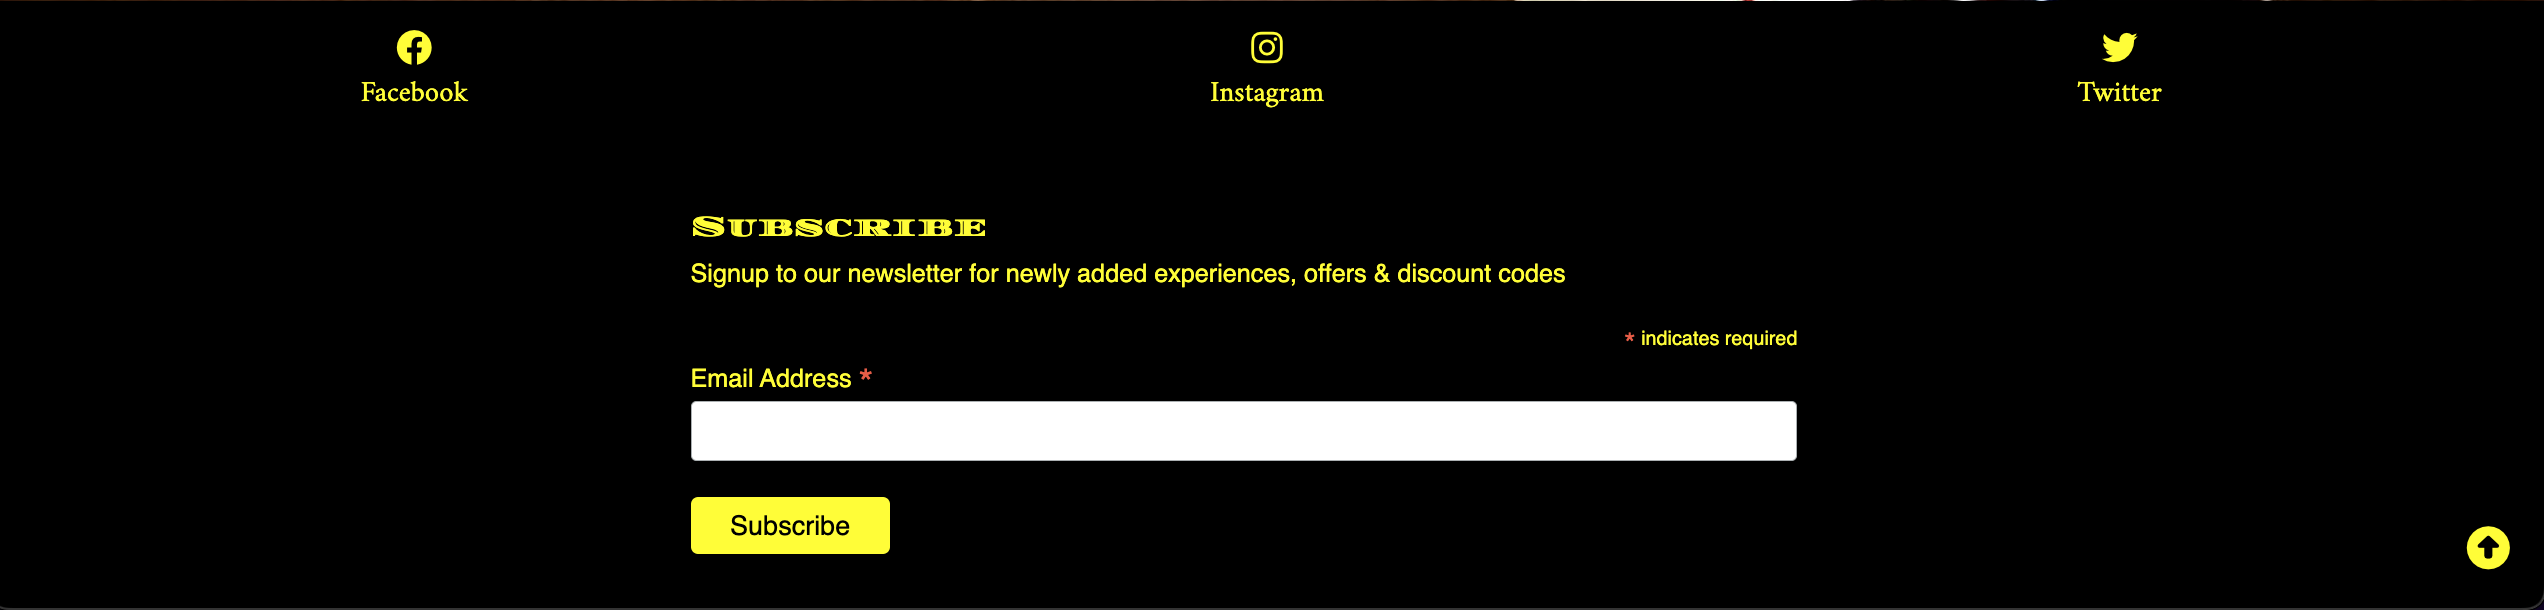 Facebook
Instagram
Twitter
Subscribe
Signup to our newsletter for newly added experiences, offers & discount codes
* indicates required
Email Address *
Subscribe